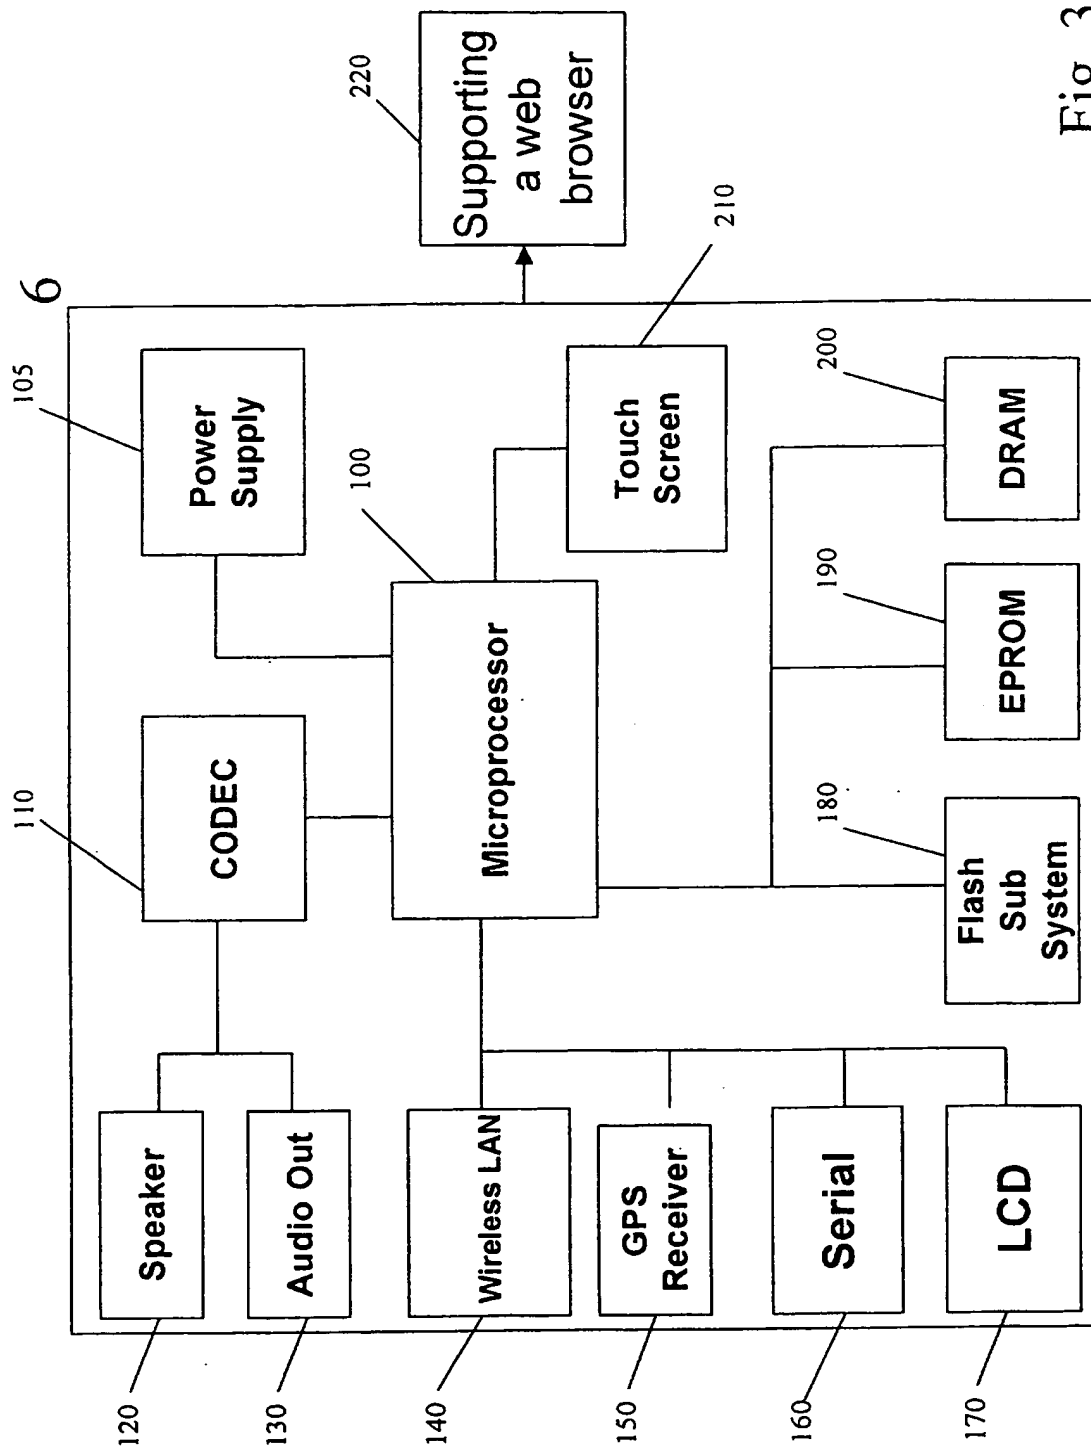 6
105
Power
Supply
110
CODEC
120
Speaker
130
Audio Out
100
Microprocessor
220
Supporting
a web
browser
210
Touch
Screen
140
Wireless LAN
150
GPS
Receiver
160
Serial
170
LCD
180
Flash
Sub
System
190
EPROM
200
DRAM
Fig. 3